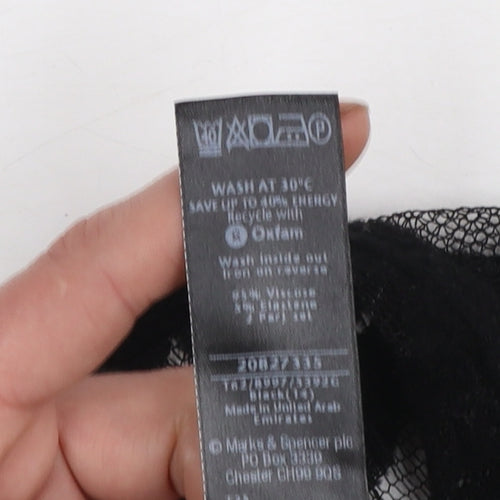 WASH AT 30°C
SAVE UP TO 40% ENERGY
Recycle with
Oxfam
Wash inside out
Iron on reverse
95% Viscose
5% Elastane
2
20827335
Black(14)
Made in United Arab
Emirates
© Marks & Spencer plc
PO Box 3339
Chester CH99 9QS